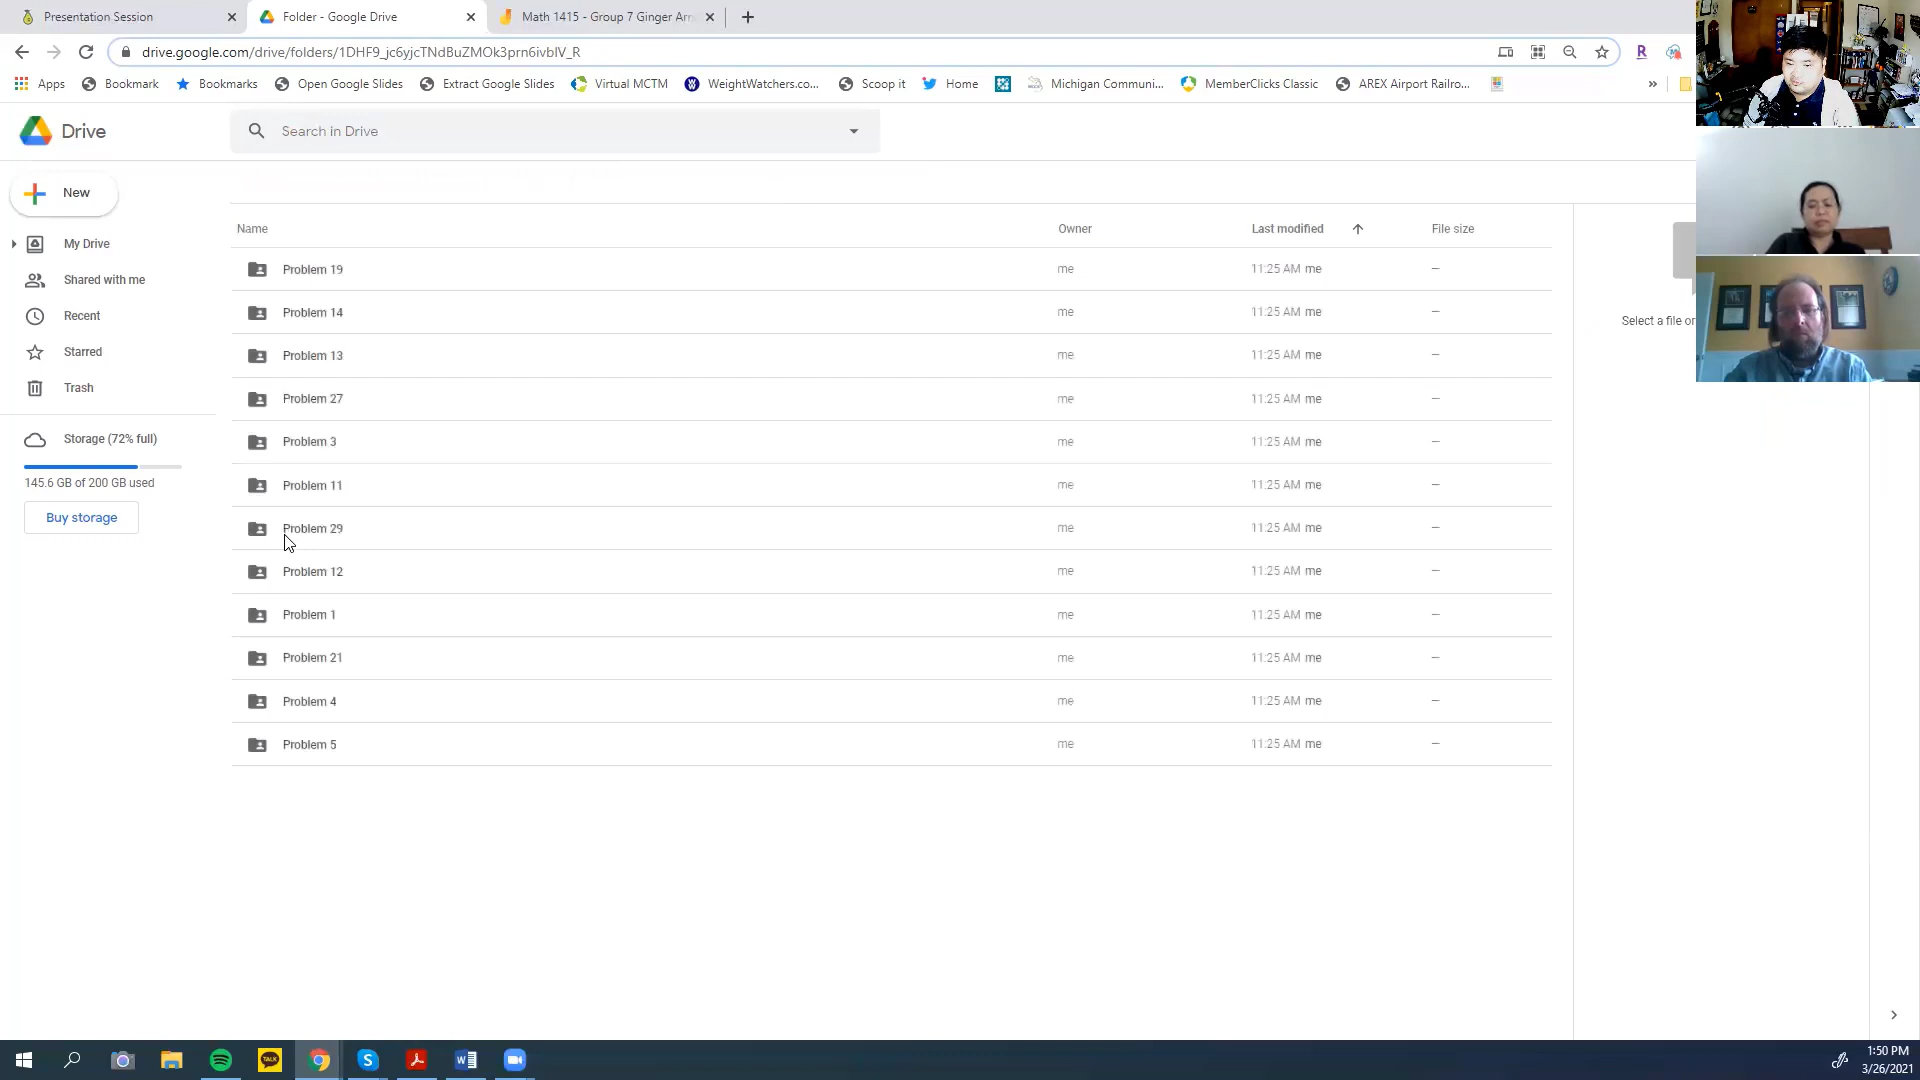 Presentation Session
Folder - Google Drive
Math 1415 - Group 7 Ginger Arr
drive.google.com/drive/folders/1DHF9_jc6yjcTNdBuZMOk3prn6ivbIV_R
Apps
Bookmark
Bookmarks
Open Google Slides
Extract Google Slides
Virtual MCTM
WeightWatchers.co...
Scoop it
Home
Michigan Communi...
MemberClicks Classic
AREX Airport Railro...
Drive
Search in Drive
New
My Drive
Shared with me
Recent
Starred
Trash
Storage (72% full)
145.6 GB of 200 GB used
Buy storage
Name Owner Last modified File size
Problem 19 me 11:25 AM me –
Problem 14 me 11:25 AM me –
Problem 13 me 11:25 AM me –
Problem 27 me 11:25 AM me –
Problem 3 me 11:25 AM me –
Problem 11 me 11:25 AM me –
Problem 29 me 11:25 AM me –
Problem 12 me 11:25 AM me –
Problem 1 me 11:25 AM me –
Problem 21 me 11:25 AM me –
Problem 4 me 11:25 AM me –
Problem 5 me 11:25 AM me –
Select a file or
TALK
1:50 PM
3/26/2021